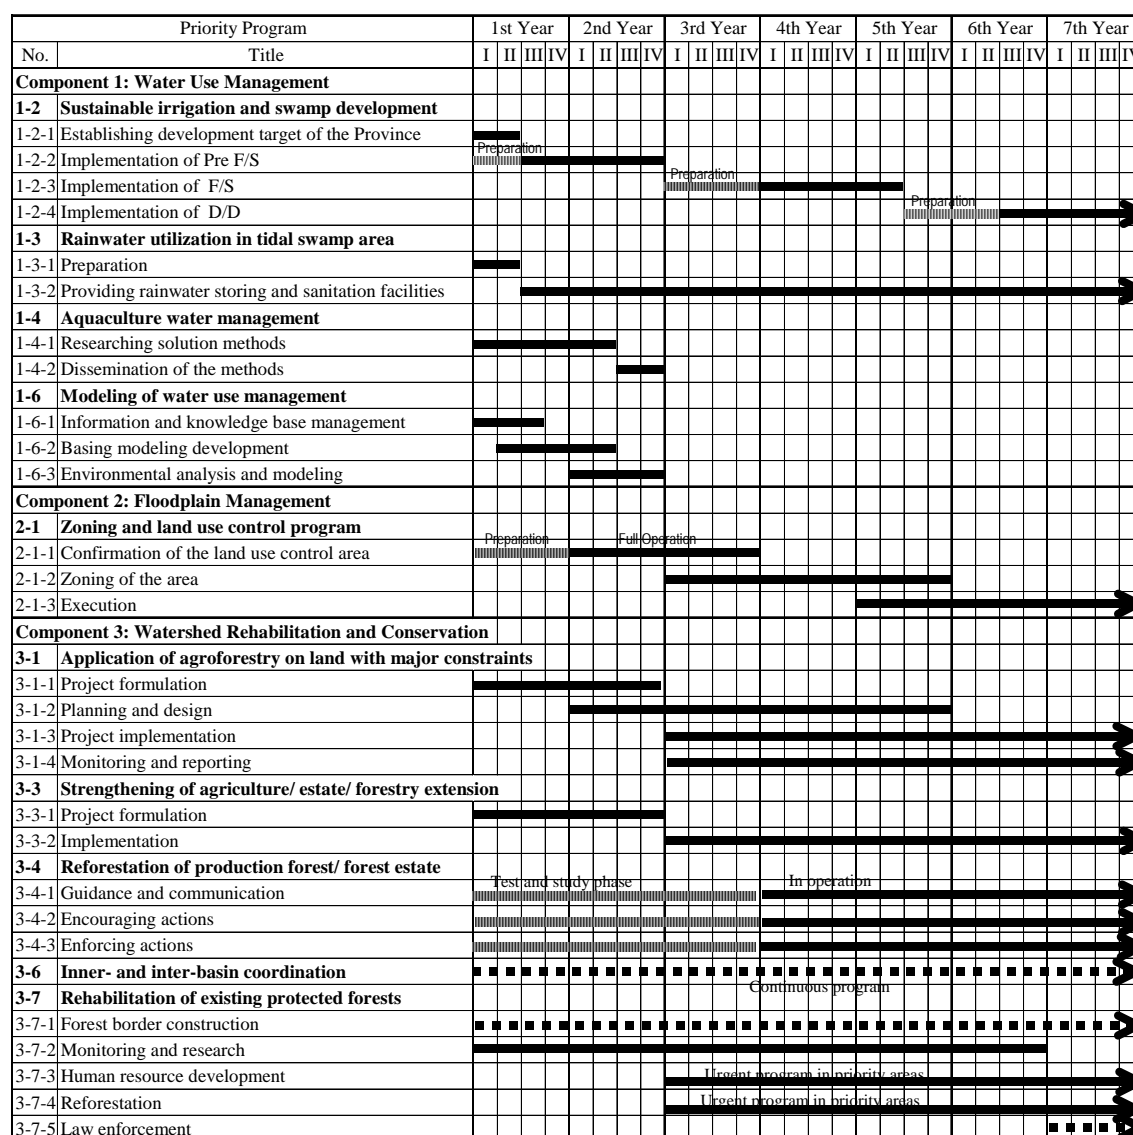 Priority Program 1st Year 2nd Year 3rd Year 4th Year 5th Year 6th Year 7th Year
No. Title I II III IV I II III IV I II III IV I II III IV I II III IV I II III IV I II III IV
Component 1: Water Use Management
1-2 Sustainable irrigation and swamp development
1-2-1 Establishing development target of the Province
Preparation
1-2-2 Implementation of Pre F/S
Preparation
1-2-3 Implementation of F/S
Preparation
1-2-4 Implementation of D/D
1-3 Rainwater utilization in tidal swamp area
1-3-1 Preparation
1-3-2 Providing rainwater storing and sanitation facilities
1-4 Aquaculture water management
1-4-1 Researching solution methods
1-4-2 Dissemination of the methods
1-6 Modeling of water use management
1-6-1 Information and knowledge base management
1-6-2 Basing modeling development
1-6-3 Environmental analysis and modeling
Component 2: Floodplain Management
2-1 Zoning and land use control program
Preparation Full Operation
2-1-1 Confirmation of the land use control area
2-1-2 Zoning of the area
2-1-3 Execution
Component 3: Watershed Rehabilitation and Conservation
3-1 Application of agroforestry on land with major constraints
3-1-1 Project formulation
3-1-2 Planning and design
3-1-3 Project implementation
3-1-4 Monitoring and reporting
3-3 Strengthening of agriculture/ estate/ forestry extension
3-3-1 Project formulation
3-3-2 Implementation
3-4 Reforestation of production forest/ forest estate
Test and study phase In operation
3-4-1 Guidance and communication
3-4-2 Encouraging actions
3-4-3 Enforcing actions
3-6 Inner- and inter-basin coordination
Continuous program
3-7 Rehabilitation of existing protected forests
3-7-1 Forest border construction
3-7-2 Monitoring and research
3-7-3 Human resource development Urgent program in priority areas
3-7-4 Reforestation Urgent program in priority areas
3-7-5 Law enforcement